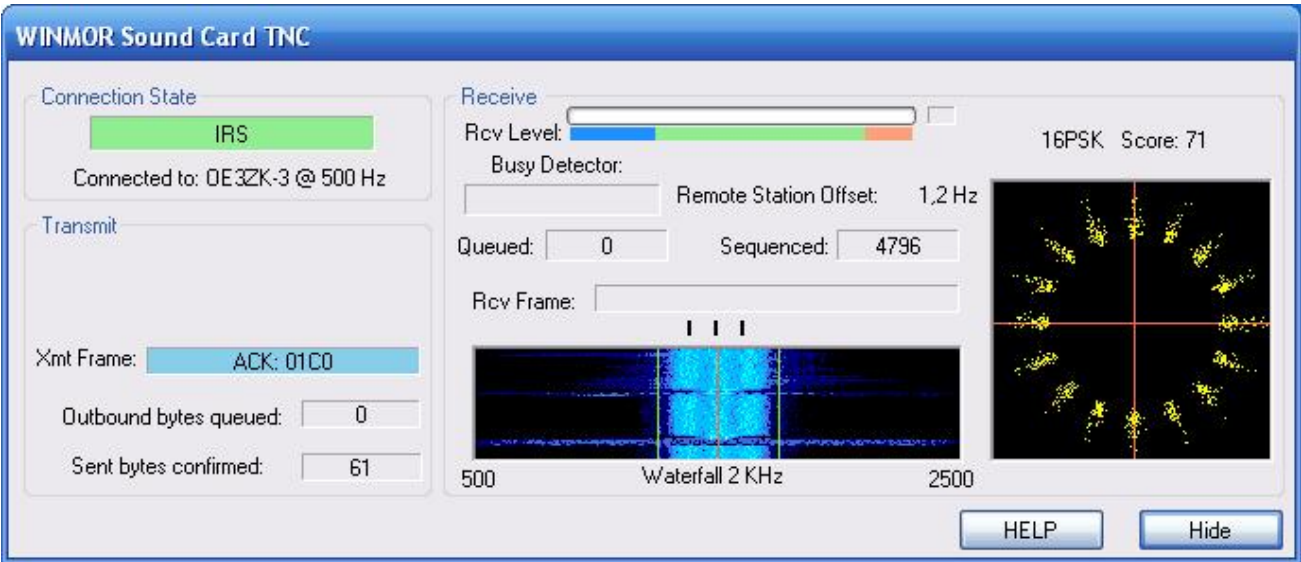 WINMOR Sound Card TNC
Connection State
IRS
Connected to: OE3ZK-3 @ 500 Hz
Transmit
Xmt Frame: ACK: 01C0
Outbound bytes queued: 0
Sent bytes confirmed: 61
Receive
Rcv Level:
Busy Detector:
Remote Station Offset: 1,2 Hz
Queued: 0 Sequenced: 4796
Rcv Frame:
500 Waterfall 2 KHz 2500
16PSK Score: 71
HELP Hide